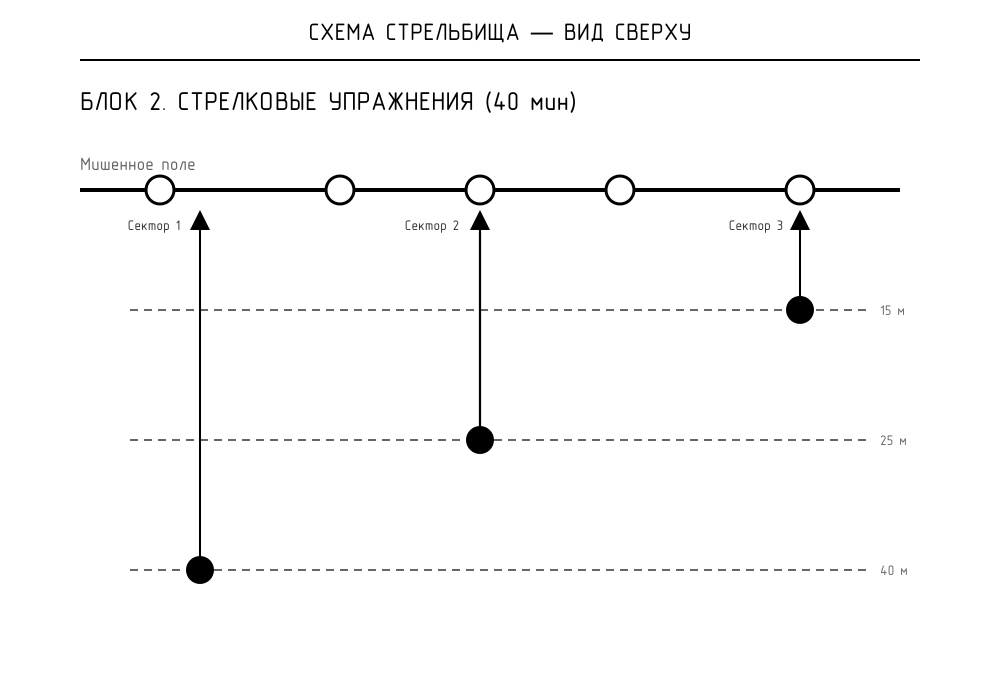 СХЕМА СТРЕЛЬБИЩА — ВИД СВЕРХУ
БЛОК 2. СТРЕЛКОВЫЕ УПРАЖНЕНИЯ (40 мин)
Мишенное поле
Сектор 1
Сектор 2
Сектор 3
15 м
25 м
40 м